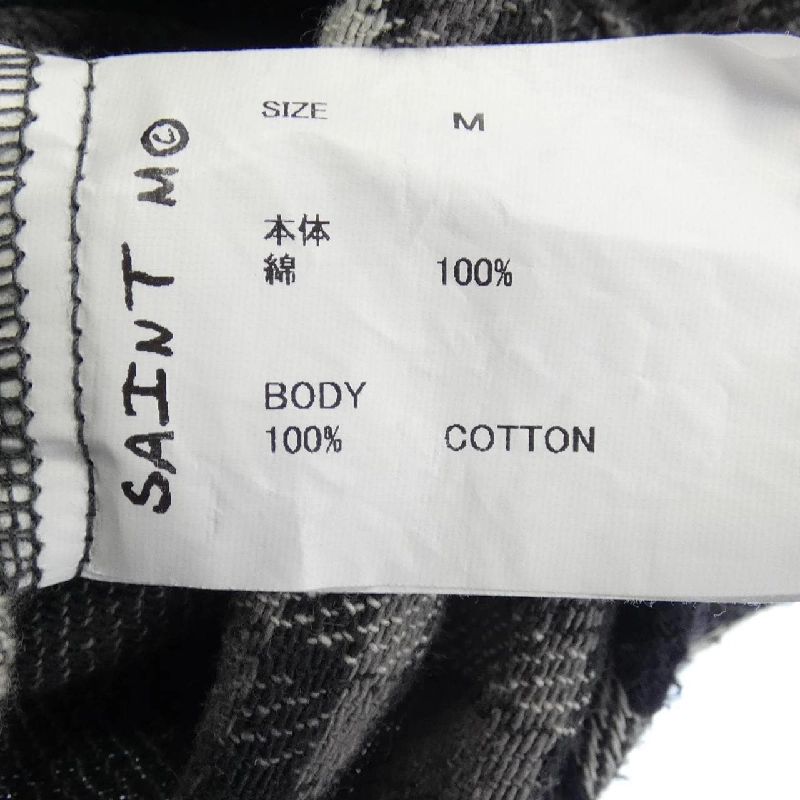 SAINT M©
SIZE M
本体
綿 100%
BODY
100% COTTON